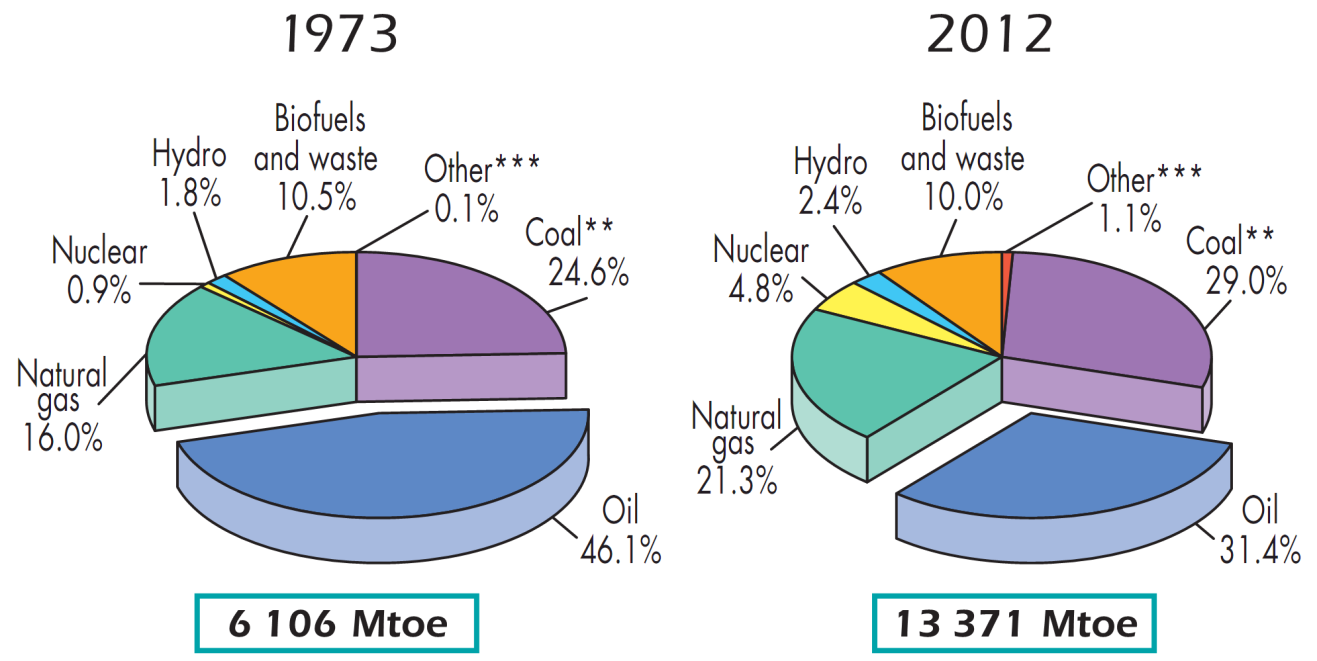 1973
Biofuels
and waste
10.5%
Hydro
1.8%
Other***
0.1%
Nuclear
0.9%
Coal**
24.6%
Natural
gas
16.0%
Oil
46.1%
6 106 Mtoe
2012
Biofuels
and waste
10.0%
Hydro
2.4%
Other***
1.1%
Nuclear
4.8%
Coal**
29.0%
Natural
gas
21.3%
Oil
31.4%
13 371 Mtoe